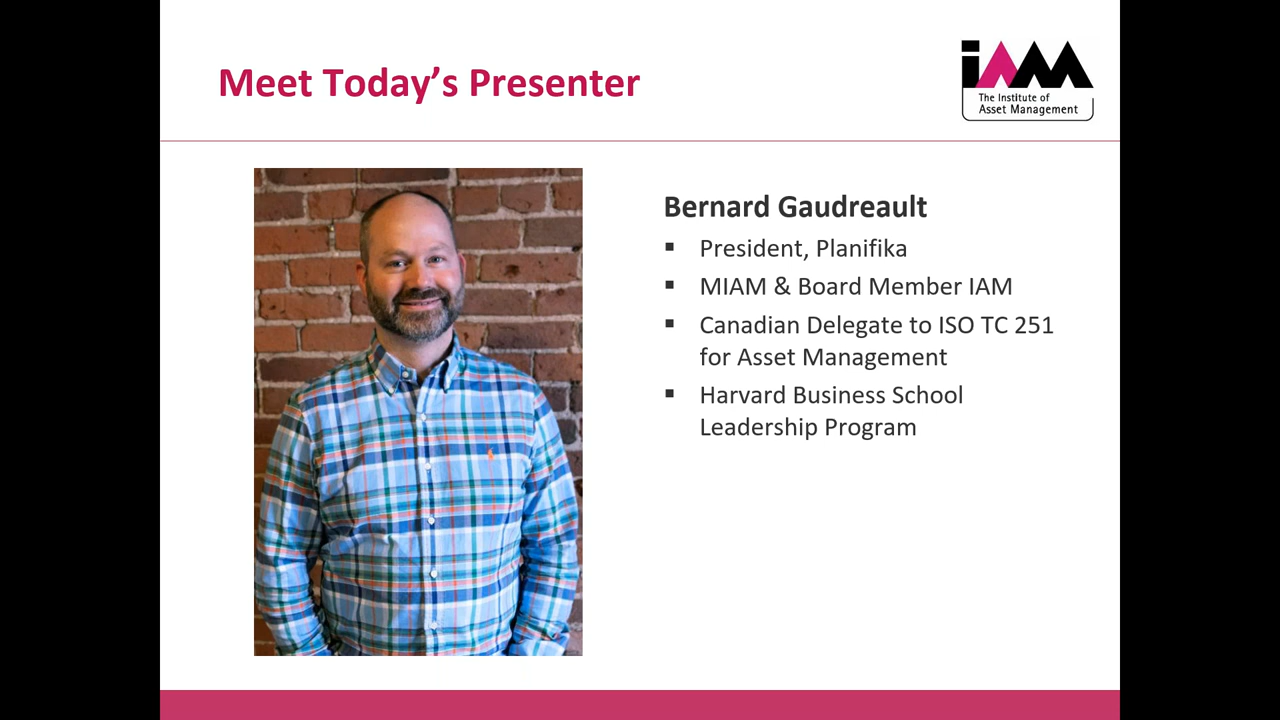 Meet Today’s Presenter
iAM
The Institute of
Asset Management
Bernard Gaudreault
▪ President, Planifika
▪ MIAM & Board Member IAM
▪ Canadian Delegate to ISO TC 251
for Asset Management
▪ Harvard Business School
Leadership Program